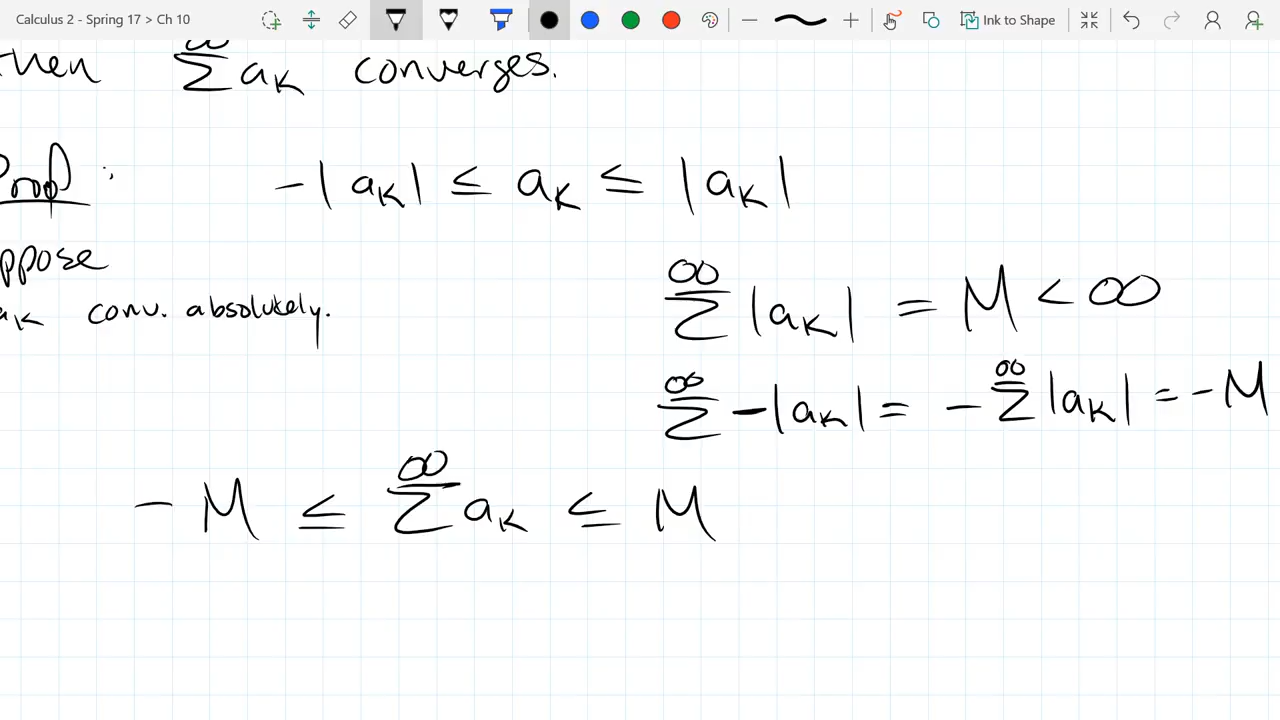 Calculus 2 - Spring 17 > Ch 10
Ink to Shape
then ∞∑ aₖ converges.
Proof:
-|aₖ| ≤ aₖ ≤ |aₖ|
ppose
aₖ conv. absolutely.
∞∑ |aₖ| = M < ∞
∞∑ -|aₖ| = - ∞∑ |aₖ| = -M
-M ≤ ∞∑ aₖ ≤ M